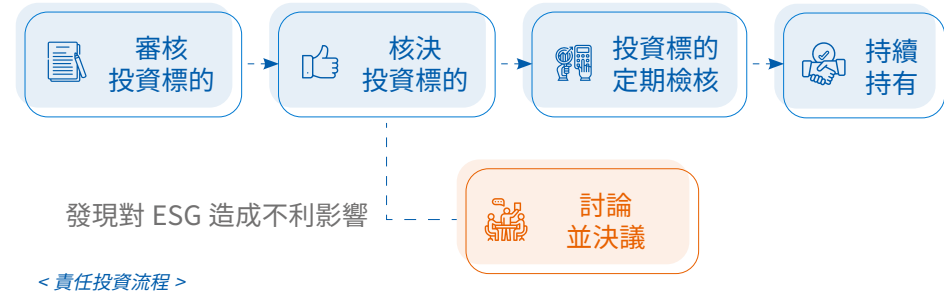 審核
投資標的
核決
投資標的
投資標的
定期檢核
持續
持有
發現對 ESG 造成不利影響
討論
並決議
< 責任投資流程 >